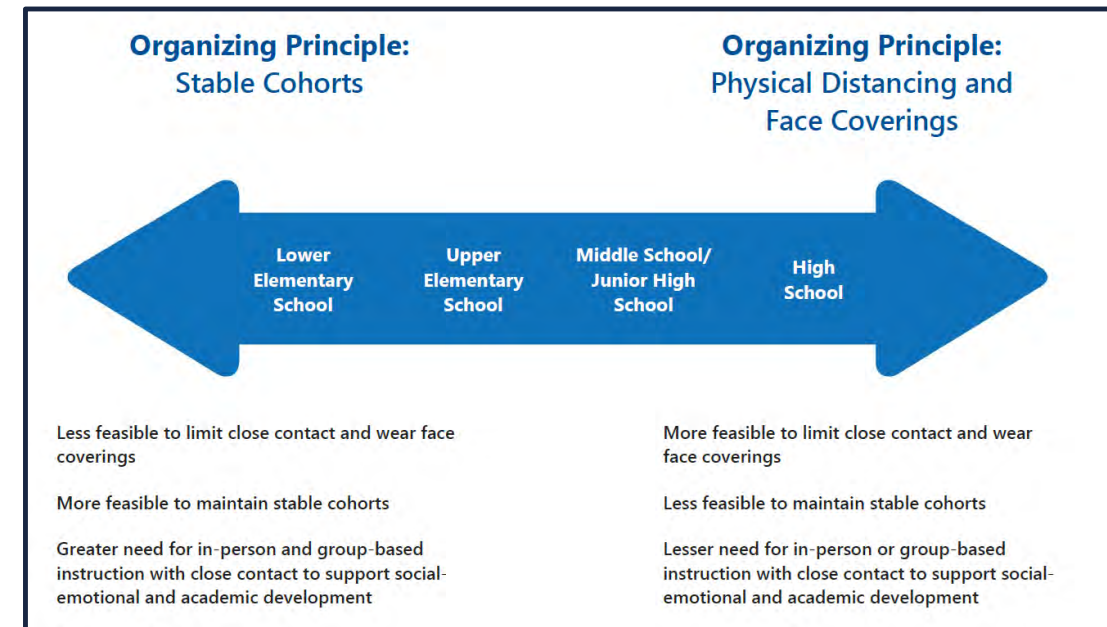 Organizing Principle:
Stable Cohorts
Organizing Principle:
Physical Distancing and
Face Coverings
Lower
Elementary
School
Upper
Elementary
School
Middle School/
Junior High
School
High
School
Less feasible to limit close contact and wear face
coverings
More feasible to maintain stable cohorts
Greater need for in-person and group-based
instruction with close contact to support social-
emotional and academic development
More feasible to limit close contact and wear
face coverings
Less feasible to maintain stable cohorts
Lesser need for in-person or group-based
instruction with close contact to support social-
emotional and academic development